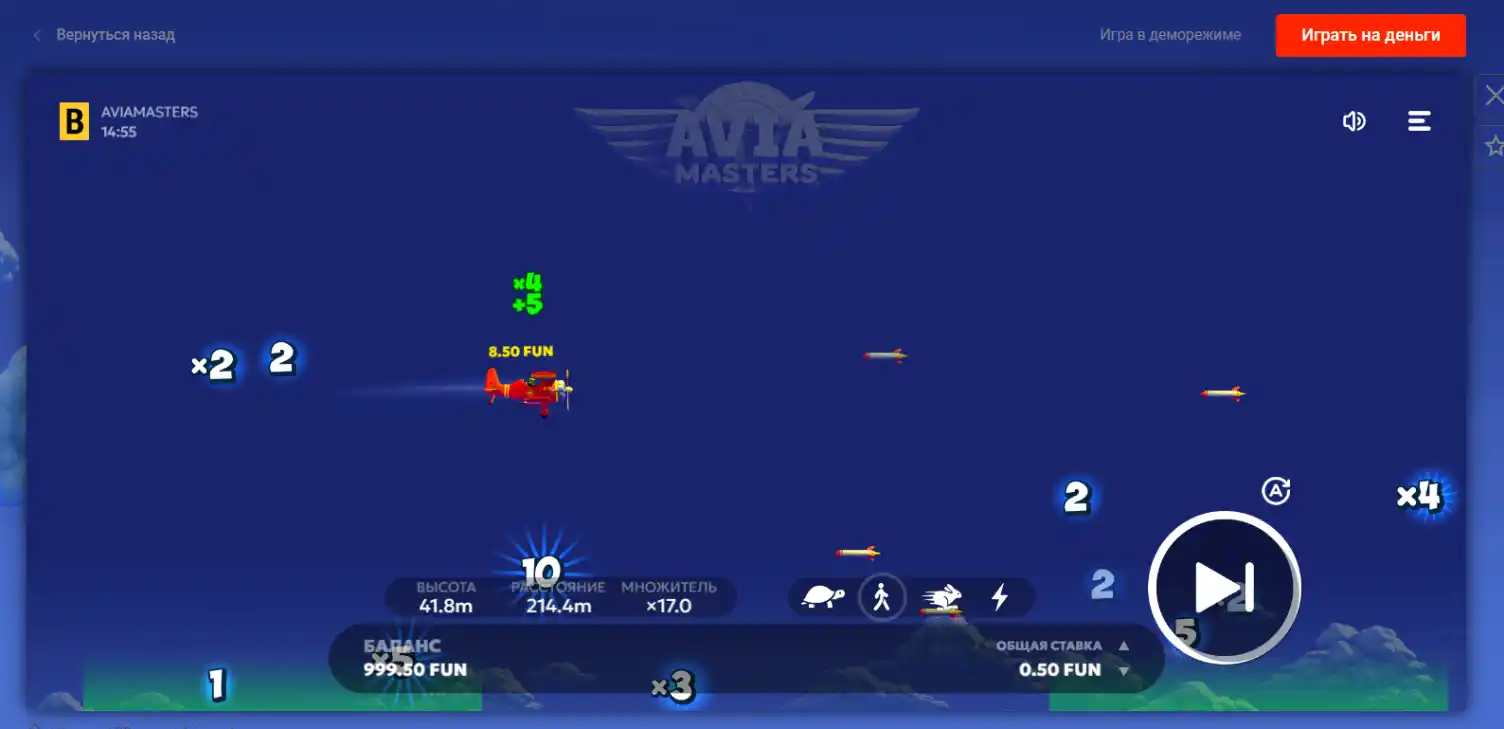 Вернуться назад
Игра в деморежиме
Играть на деньги
B
AVIAMASTERS
14:55
AVIA
MASTERS
×4
+5
8.50 FUN
×2
2
2
×4
10
ВЫСОТА
РАССТОЯНИЕ
МНОЖИТЕЛЬ
41.8m
214.4m
×17.0
2
×2
5
БАЛАНС
999.50 FUN
ОБЩАЯ СТАВКА
0.50 FUN
A
×5
1
×3